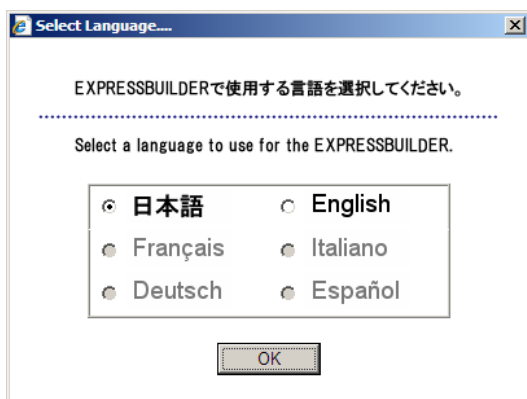 Select Language....
EXPRESSBUILDERで使用する言語を選択してください。
Select a language to use for the EXPRESSBUILDER.
日本語 English
Français Italiano
Deutsch Español
OK